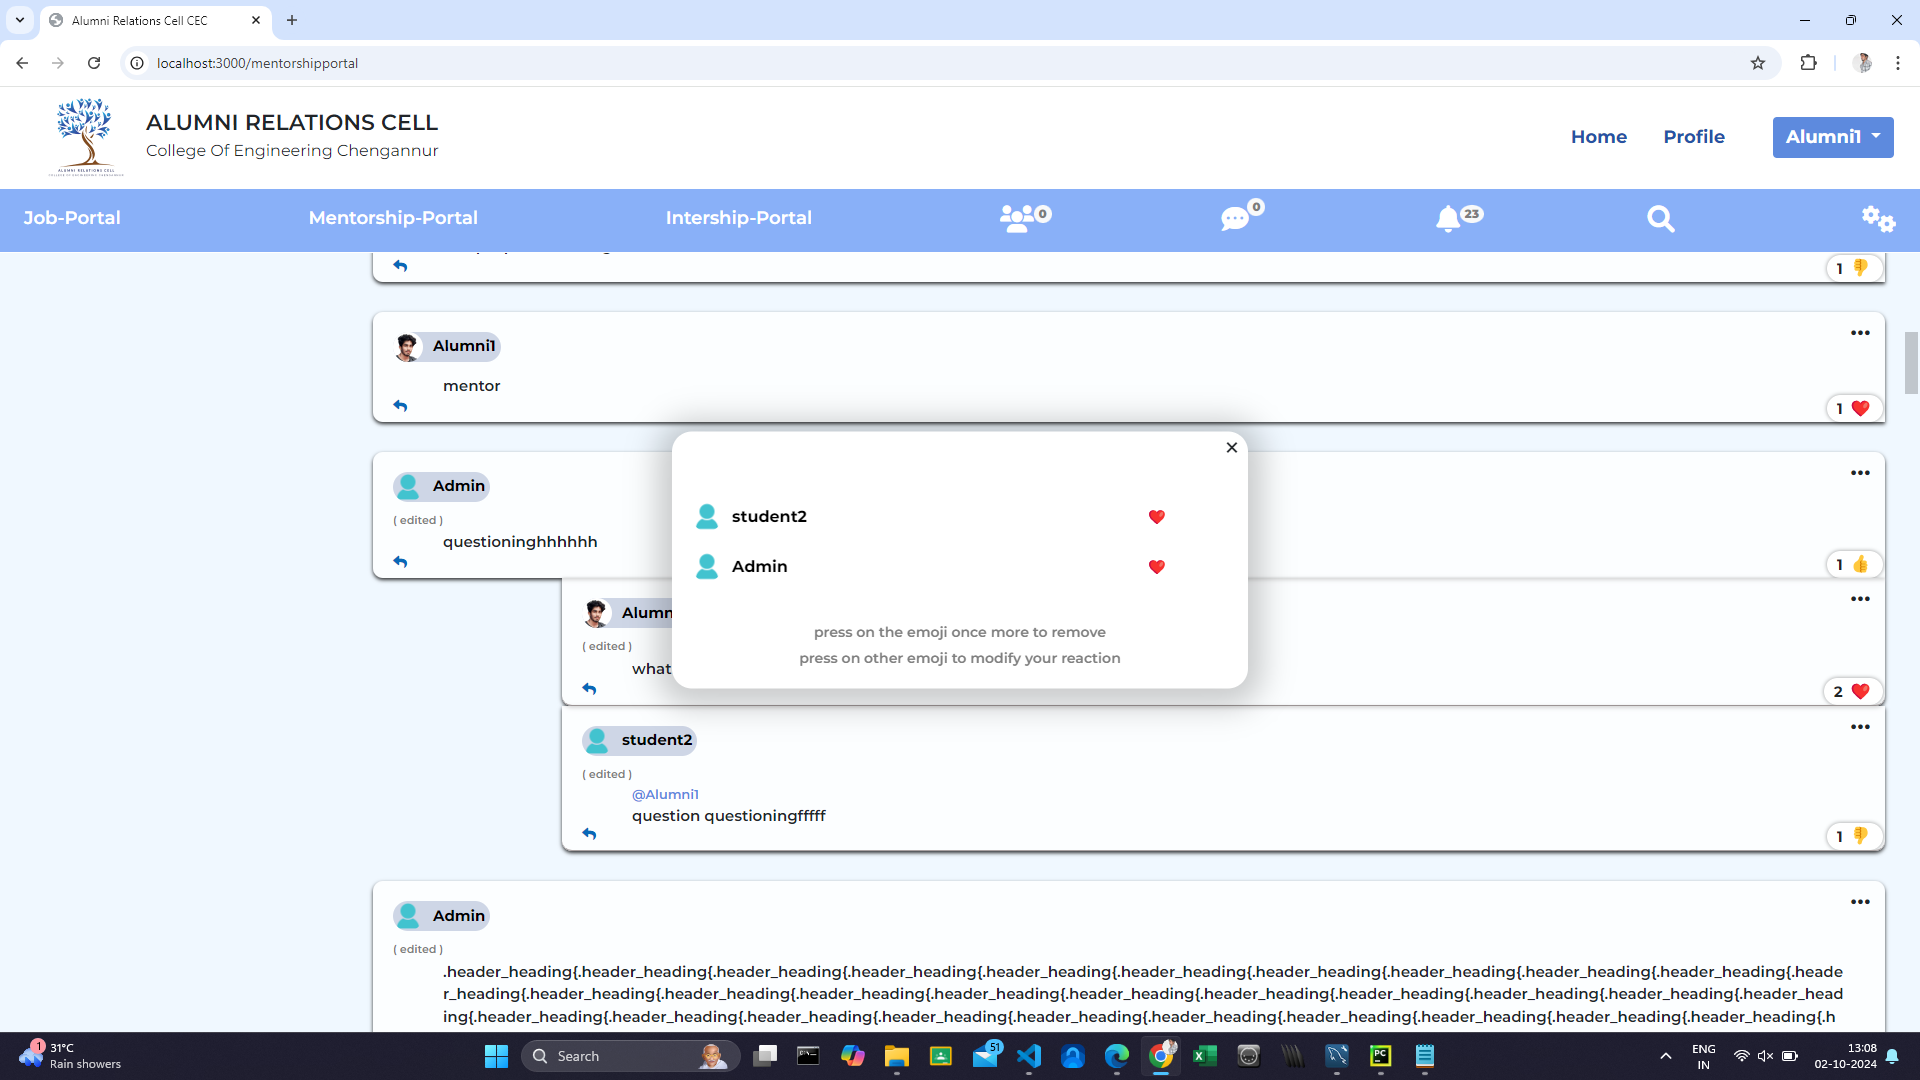 Alumni Relations Cell CEC
localhost:3000/mentorshipportal
ALUMNI RELATIONS CELL
College Of Engineering Chengannur
Home
Profile
Alumni1
Job-Portal
Mentorship-Portal
Intership-Portal
0
0
23
1
Alumni1
mentor
1
Admin
( edited )
questioninghhhhhh
1
student2
Admin
press on the emoji once more to remove
press on other emoji to modify your reaction
Alumn
( edited )
what
2
student2
( edited )
@Alumni1
question questioningfffff
1
Admin
( edited )
.header_heading{.header_heading{.header_heading{.header_heading{.header_heading{.header_heading{.header_heading{.header_heading{.header_heading{.header_heading{.heade
r_heading{.header_heading{.header_heading{.header_heading{.header_heading{.header_heading{.header_heading{.header_heading{.header_heading{.header_heading{.header_head
ing{.header_heading{.header_heading{.header_heading{.header_heading{.header_heading{.header_heading{.header_heading{.header_heading{.header_heading{.header_heading{.h
1
31°C
Rain showers
Search
51
ENG
IN
13:08
02-10-2024